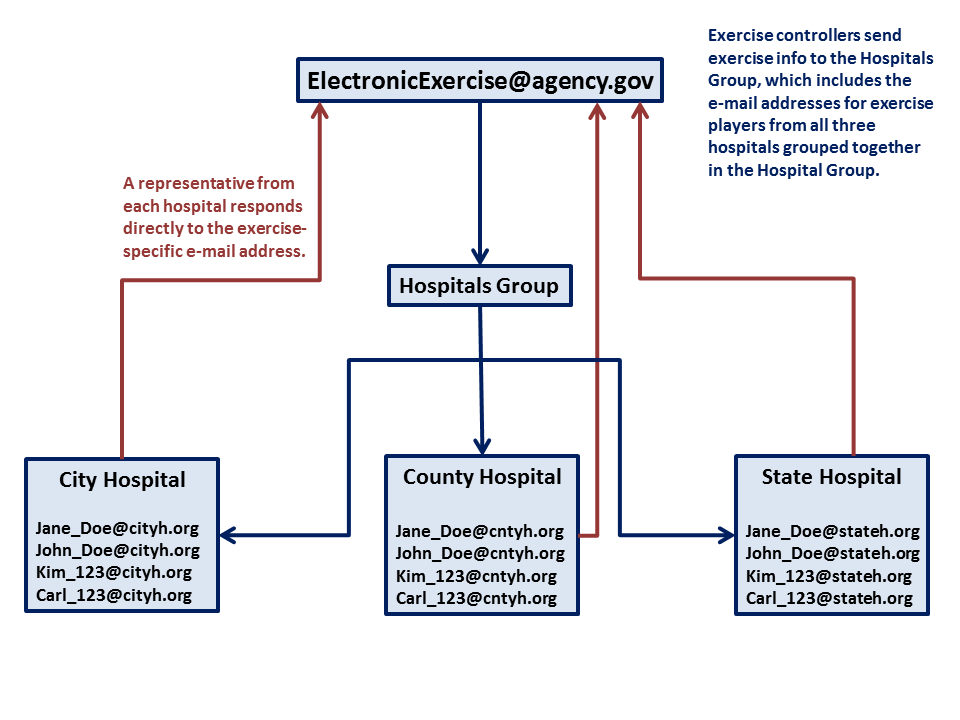 ElectronicExercise@agency.gov
Exercise controllers send
exercise info to the Hospitals
Group, which includes the
e-mail addresses for exercise
players from all three
hospitals grouped together
in the Hospital Group.
A representative from
each hospital responds
directly to the exercise-
specific e-mail address.
Hospitals Group
City Hospital
Jane_Doe@cityh.org
John_Doe@cityh.org
Kim_123@cityh.org
Carl_123@cityh.org
County Hospital
Jane_Doe@cntyh.org
John_Doe@cntyh.org
Kim_123@cntyh.org
Carl_123@cntyh.org
State Hospital
Jane_Doe@stateh.org
John_Doe@stateh.org
Kim_123@stateh.org
Carl_123@stateh.org